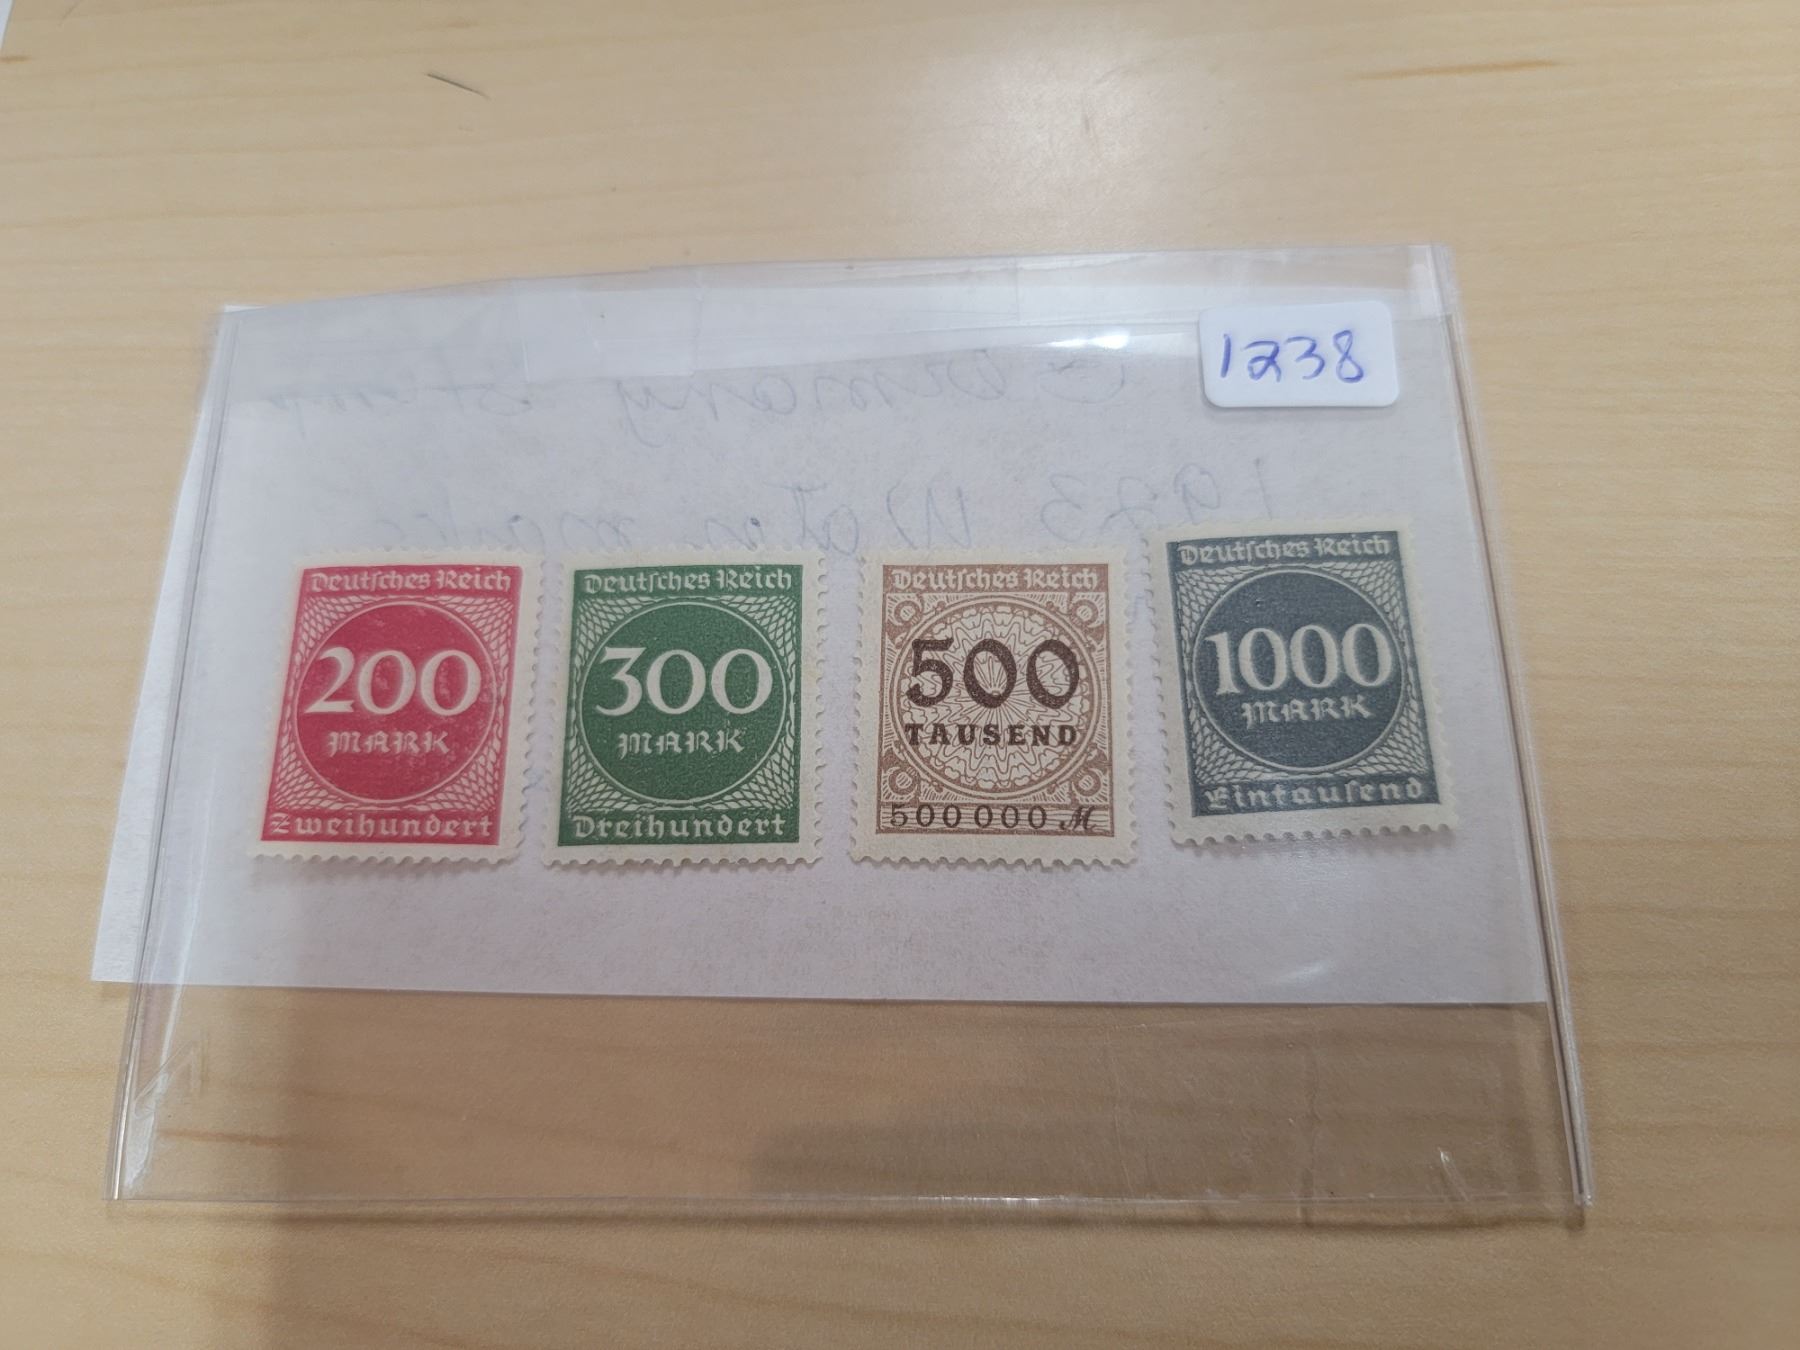 1238
Germany Stamp
1923 Watermarks
Deutsches Reich
200
MARK
Zweihundert
Deutsches Reich
300
MARK
Dreihundert
Deutsches Reich
500
TAUSEND
500000 M
Deutsches Reich
1000
MARK
Eintausend